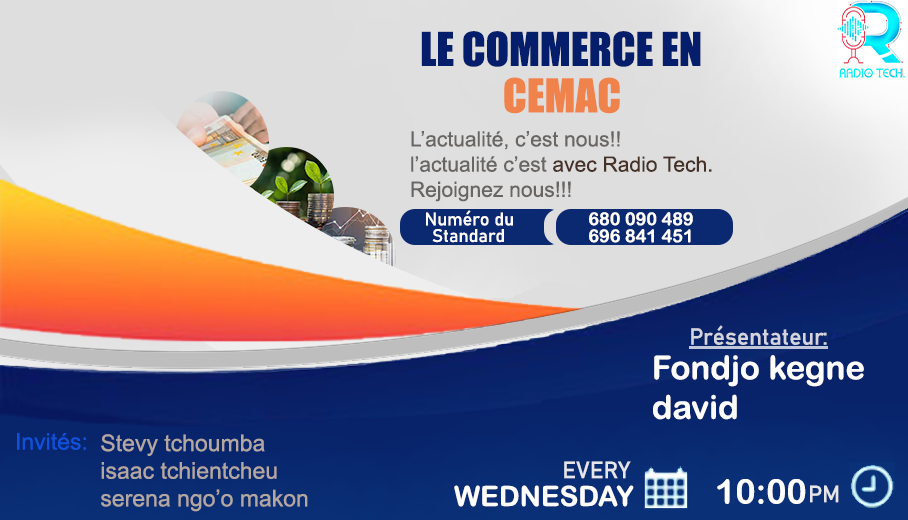 LE COMMERCE EN
CEMAC
RADIO TECH.
L'actualité, c'est nous!!
l'actualité c'est avec Radio Tech.
Rejoignez nous!!!
Numéro du
Standard
680 090 489
696 841 451
Présentateur:
Fondjo kegne
david
Invités:
Stevy tchoumba
isaac tchientcheu
serena ngo'o makon
EVERY
WEDNESDAY
10:00PM